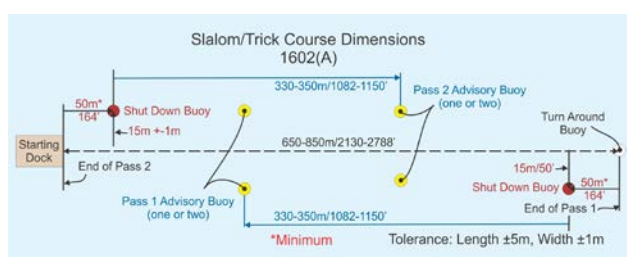 Slalom/Trick Course Dimensions
1602(A)
50m*
164'
Shut Down Buoy
15m +-1m
330-350m/1082-1150'
Pass 2 Advisory Buoy
(one or two)
Turn Around
Buoy
Starting
Dock
650-850m/2130-2788'
End of Pass 2
15m/50'
Shut Down Buoy
50m*
164'
End of Pass 1
Pass 1 Advisory Buoy
(one or two)
330-350m/1082-1150'
*Minimum
Tolerance: Length ±5m, Width ±1m